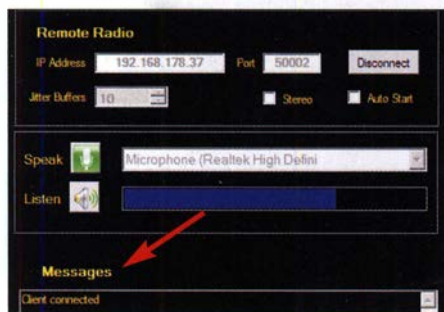 Remote Radio
IP Address 192.168.178.37 Port 50002 Disconnect
Jitter Buffers 10 Stereo Auto Start
Speak Microphone (Realtek High Defini
Listen
Messages
Client connected